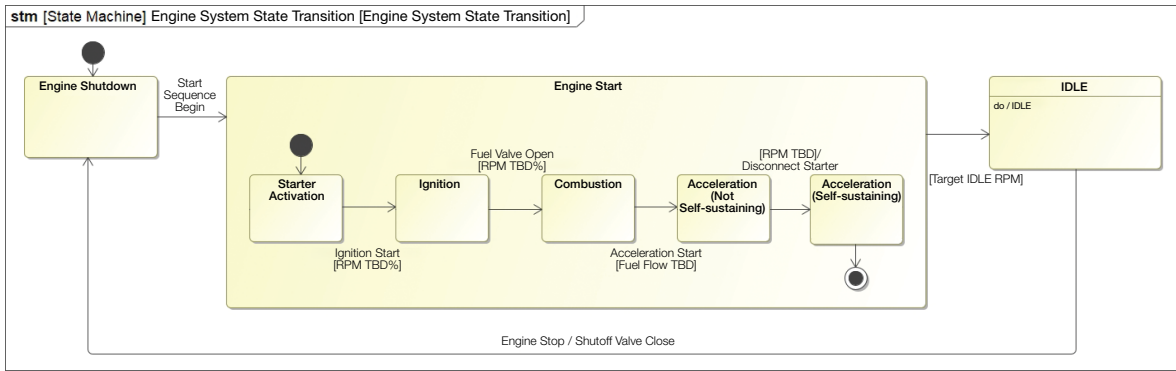 stm [State Machine] Engine System State Transition [Engine System State Transition]
Engine Shutdown
Start
Sequence
Begin
Engine Start
IDLE
do / IDLE
Fuel Valve Open
[RPM TBD%]
[RPM TBD]/
Disconnect Starter
Starter
Activation
Ignition
Combustion
Acceleration
(Not
Self-sustaining)
Acceleration
(Self-sustaining)
[Target IDLE RPM]
Ignition Start
[RPM TBD%]
Acceleration Start
[Fuel Flow TBD]
Engine Stop / Shutoff Valve Close